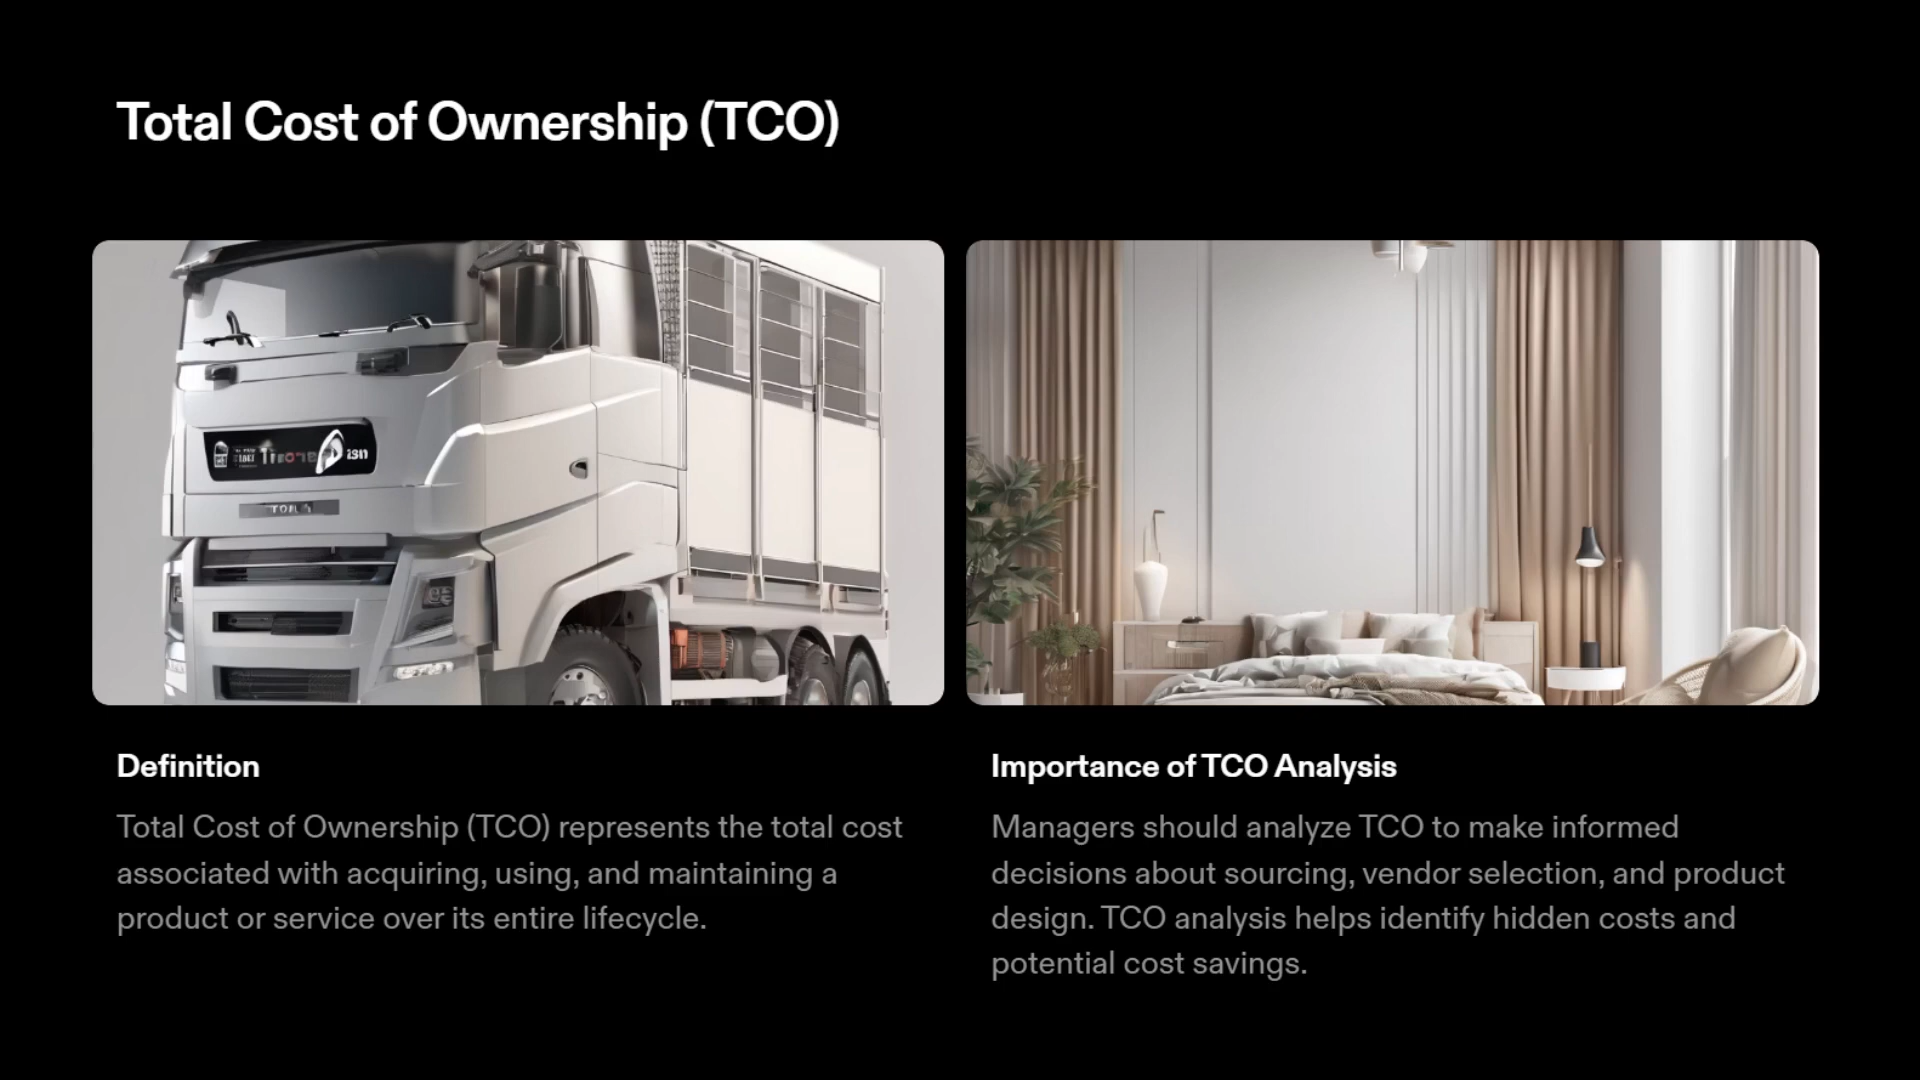 Total Cost of Ownership (TCO)
Definition
Total Cost of Ownership (TCO) represents the total cost
associated with acquiring, using, and maintaining a
product or service over its entire lifecycle.
Importance of TCO Analysis
Managers should analyze TCO to make informed
decisions about sourcing, vendor selection, and product
design. TCO analysis helps identify hidden costs and
potential cost savings.